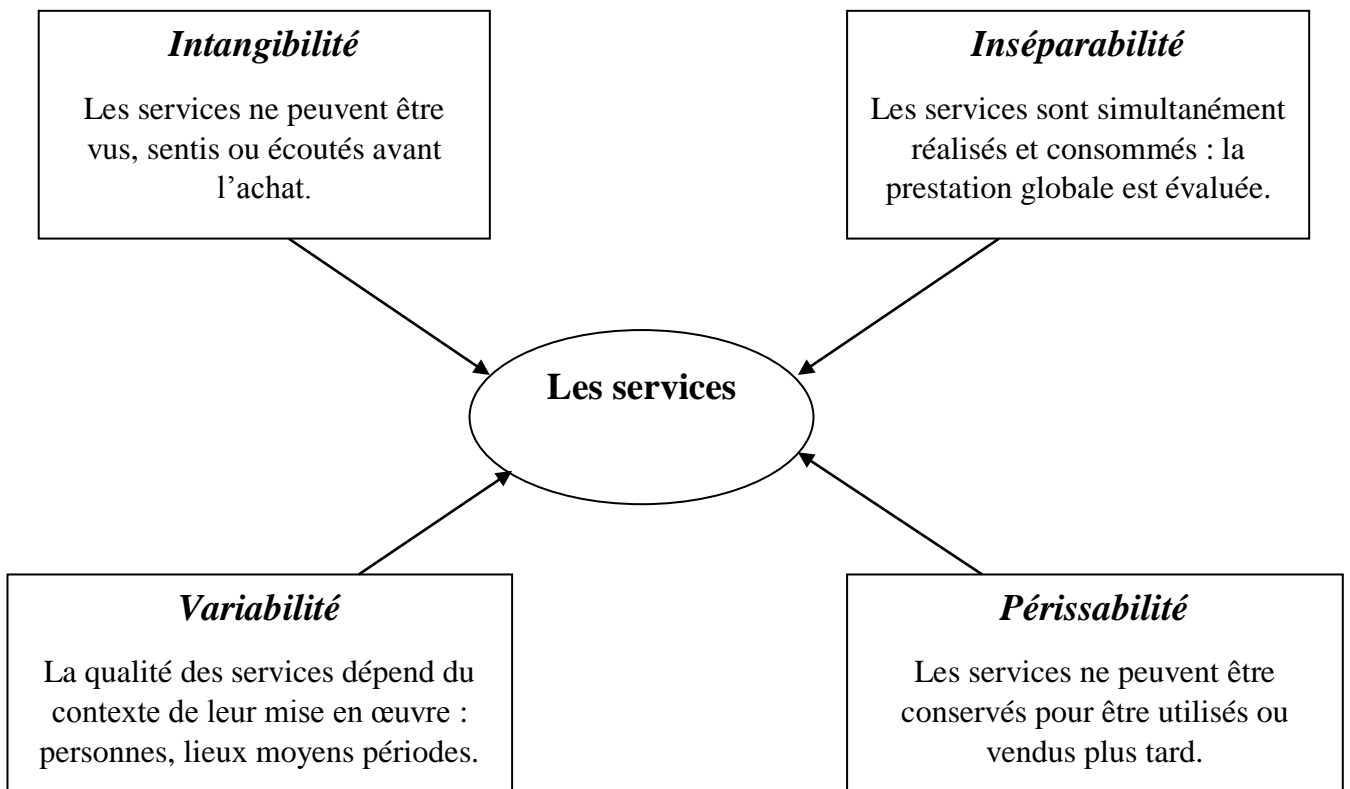 Intangibilité
Les services ne peuvent être
vus, sentis ou écoutés avant
l’achat.
Inséparabilité
Les services sont simultanément
réalisés et consommés : la
prestation globale est évaluée.
Les services
Variabilité
La qualité des services dépend du
contexte de leur mise en œuvre :
personnes, lieux moyens périodes.
Périssabilité
Les services ne peuvent être
conservés pour être utilisés ou
vendus plus tard.